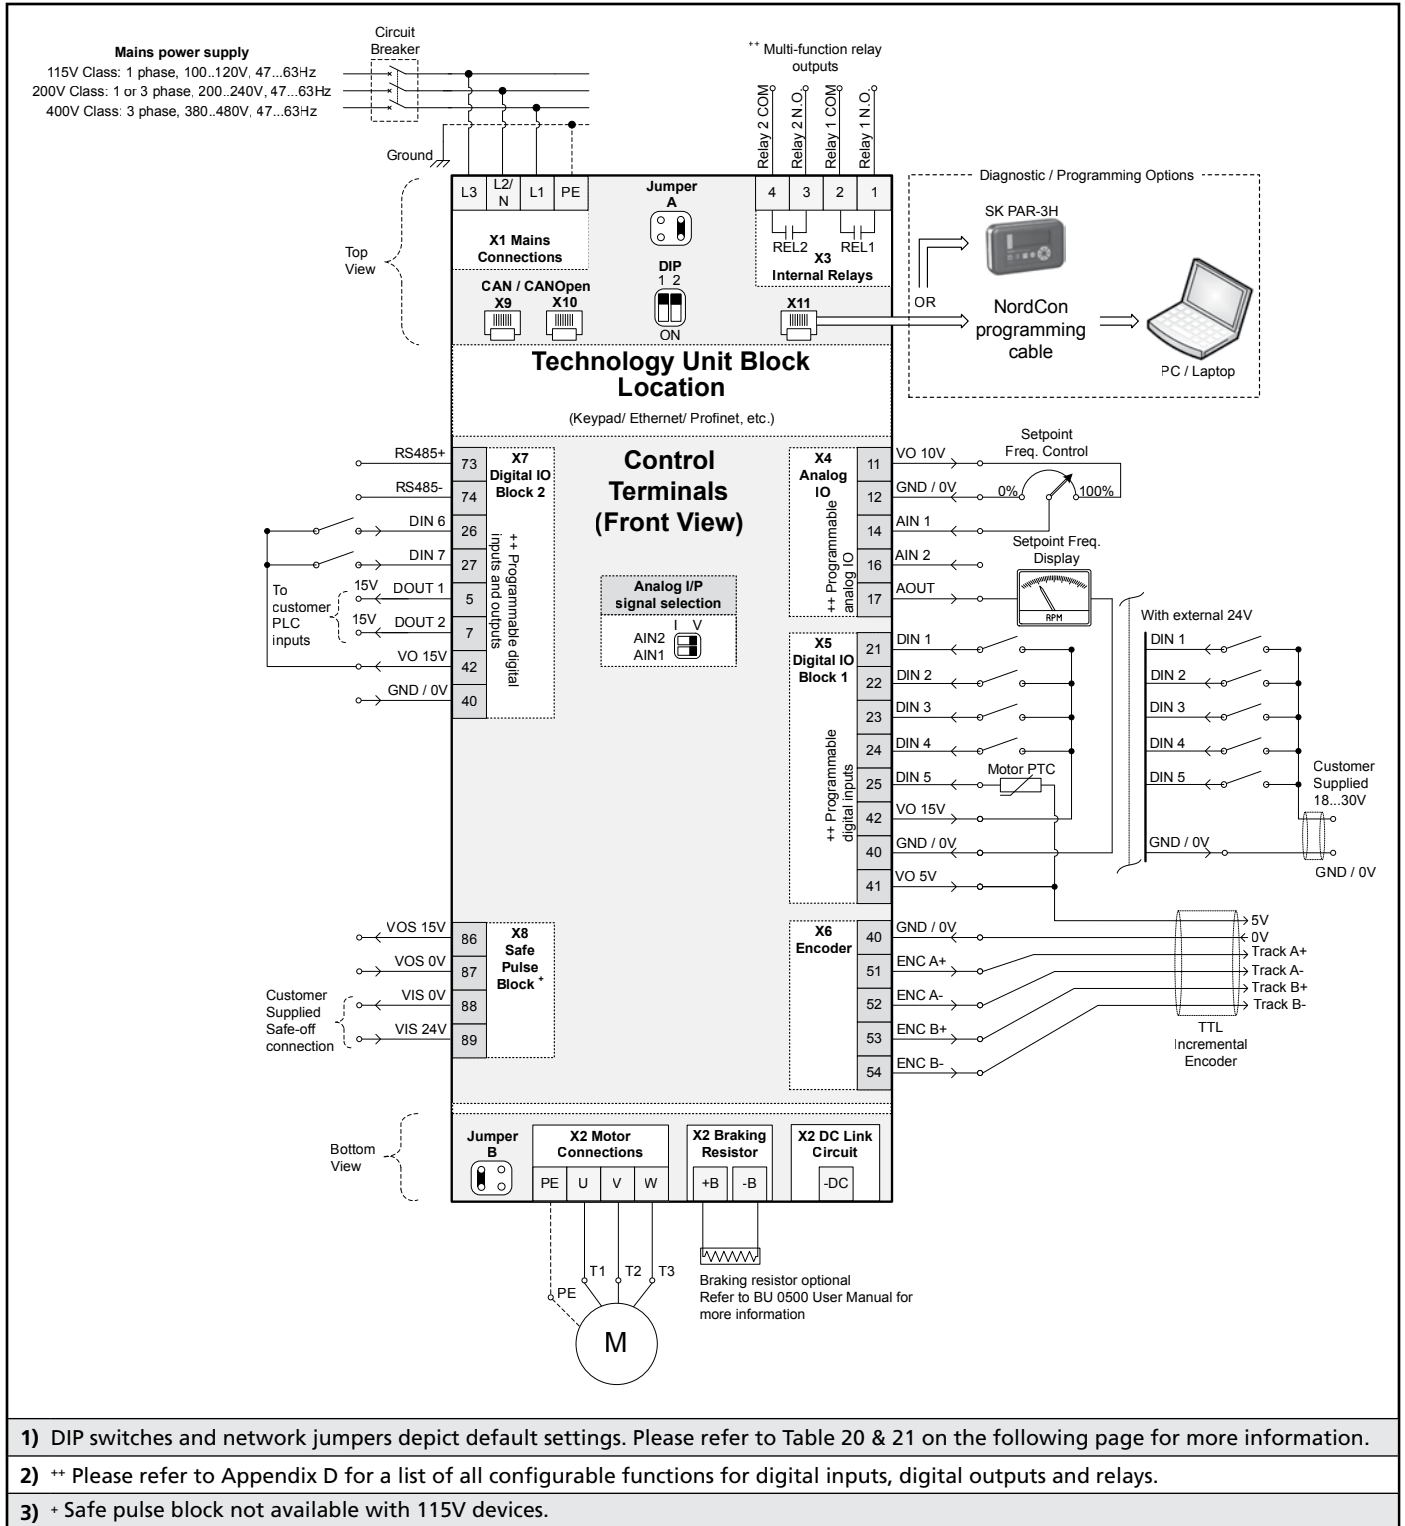 Mains power supply
115V Class: 1 phase, 100..120V, 47...63Hz
200V Class: 1 or 3 phase, 200..240V, 47...63Hz
400V Class: 3 phase, 380...480V, 47...63Hz
Circuit
Breaker
Ground
++ Multi-function relay
outputs
Relay 2 COM
Relay 2 N.O.
Relay 1 COM
Relay 1 N.O.
Top
View
L3
L2/
N
L1
PE
X1 Mains
Connections
Jumper
A
4
3
2
1
REL2
REL1
X3
Internal Relays
CAN / CANOpen
X9
X10
DIP
1 2
ON
X11
Diagnostic / Programming Options
SK PAR-3H
OR
NordCon
programming
cable
PC / Laptop
Technology Unit Block
Location
(Keypad/ Ethernet/ Profinet, etc.)
Control
Terminals
(Front View)
RS485+
RS485-
DIN 6
DIN 7
15V
DOUT 1
15V
DOUT 2
VO 15V
GND / 0V
To
customer
PLC
inputs
73
74
26
27
5
7
42
40
X7
Digital IO
Block 2
++ Programmable digital
inputs and outputs
Analog I/P
signal selection
I V
AIN2
AIN1
X4
Analog
IO
++ Programmable
analog IO
11
12
14
16
17
VO 10V
GND / 0V
AIN 1
AIN 2
AOUT
Setpoint
Freq. Control
0%
100%
Setpoint Freq.
Display
RPM
X5
Digital IO
Block 1
++ Programmable
digital inputs
21
22
23
24
25
42
40
41
DIN 1
DIN 2
DIN 3
DIN 4
DIN 5
VO 15V
GND / 0V
VO 5V
Motor PTC
With external 24V
DIN 1
DIN 2
DIN 3
DIN 4
DIN 5
GND / 0V
Customer
Supplied
18...30V
GND / 0V
VOS 15V
VOS 0V
VIS 0V
VIS 24V
Customer
Supplied
Safe-off
connection
86
87
88
89
X8
Safe
Pulse
Block +
X6
Encoder
40
51
52
53
54
GND / 0V
ENC A+
ENC A-
ENC B+
ENC B-
5V
0V
Track A+
Track A-
Track B+
Track B-
TTL
Incremental
Encoder
Bottom
View
Jumper
B
X2 Motor
Connections
PE
U
V
W
X2 Braking
Resistor
+B
-B
X2 DC Link
Circuit
-DC
T1
T2
T3
PE
M
Braking resistor optional
Refer to BU 0500 User Manual for
more information
1) DIP switches and network jumpers depict default settings. Please refer to Table 20 & 21 on the following page for more information.
2) ++ Please refer to Appendix D for a list of all configurable functions for digital inputs, digital outputs and relays.
3) + Safe pulse block not available with 115V devices.